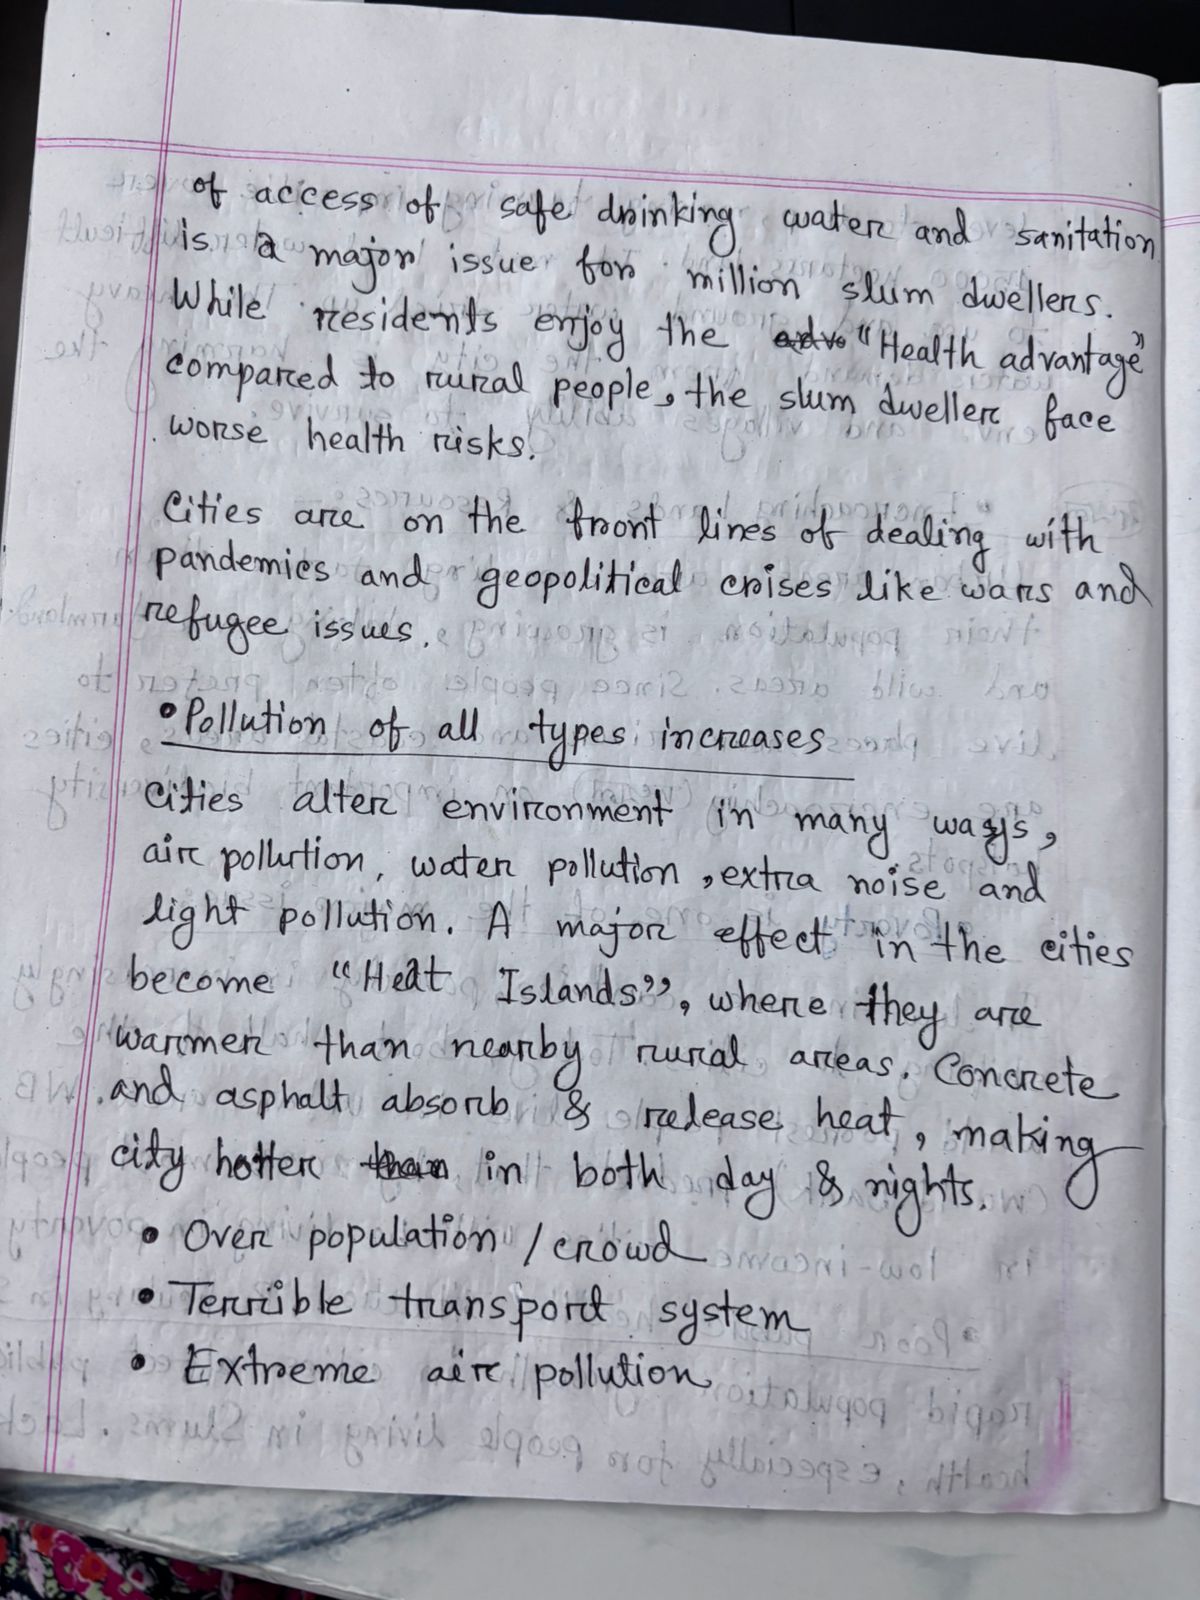 of access of safe drinking water and sanitation
is a major issue for million slum dwellers.
While residents enjoy the "Health advantage"
compared to rural people, the slum dweller face
worse health risks.
Cities are on the front lines of dealing with
pandemics and geopolitical crises like wars and
refugee issues.
• Pollution of all types increases
Cities alter environment in many ways,
air pollution, water pollution, extra noise and
light pollution. A major effect in the cities
become "Heat Islands", where they are
warmer than nearby rural areas. Concrete
and asphalt absorb & release heat, making
city hotter in both day & nights.
• Over population / crowd
• Terrible transport system
• Extreme air pollution